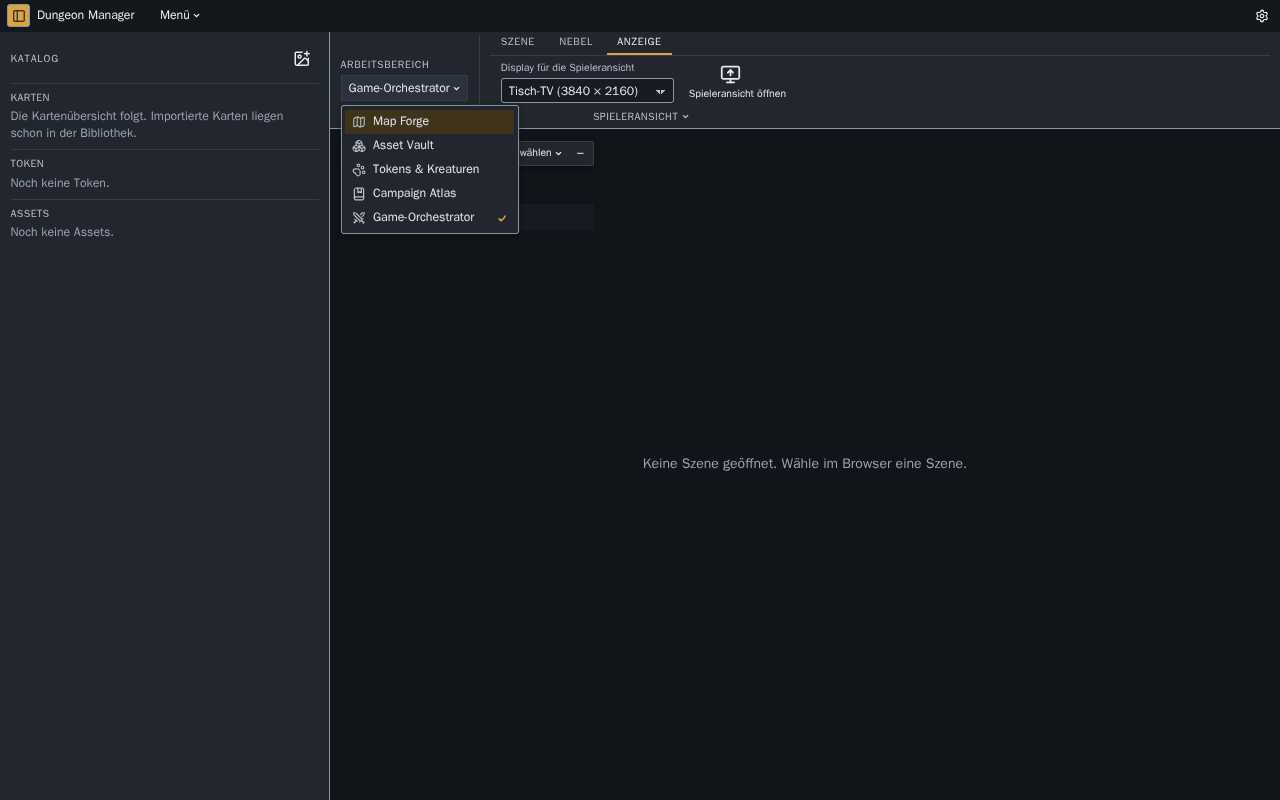 Dungeon Manager
Menü
KATALOG
KARTEN
Die Kartenübersicht folgt. Importierte Karten liegen
schon in der Bibliothek.
TOKEN
Noch keine Token.
ASSETS
Noch keine Assets.
ARBEITSBEREICH
Game-Orchestrator
Map Forge
Asset Vault
Tokens & Kreaturen
Campaign Atlas
Game-Orchestrator
SZENE
NEBEL
ANZEIGE
Display für die Spieleransicht
Tisch-TV (3840 × 2160)
Spieleransicht öffnen
SPIELERANSICHT
wählen
Keine Szene geöffnet. Wähle im Browser eine Szene.